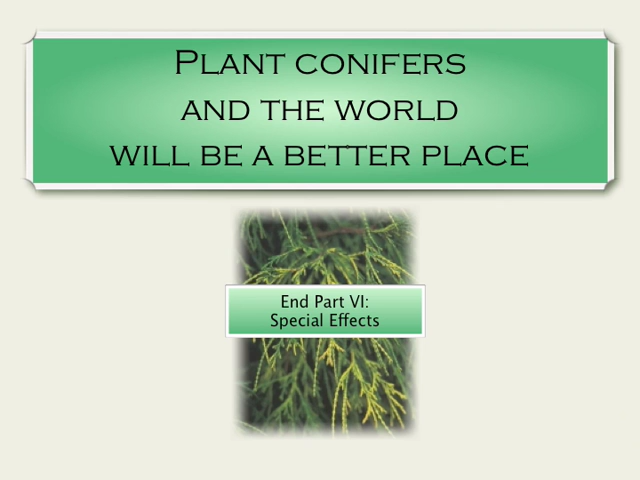 Plant conifers
and the world
will be a better place
End Part VI:
Special Effects